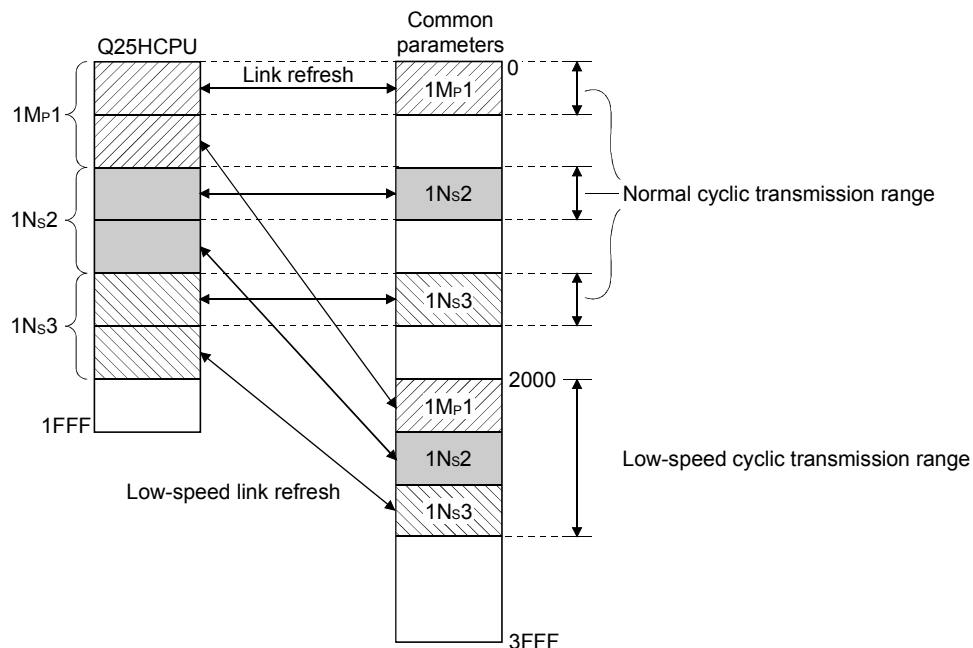 Common
parameters
Q25HCPU
0
Link refresh
1MP1
1MP1
1NS2
1NS2
Normal cyclic transmission range
1NS3
1NS3
2000
1MP1
1FFF
1NS2
Low-speed cyclic transmission range
Low-speed link refresh
1NS3
3FFF